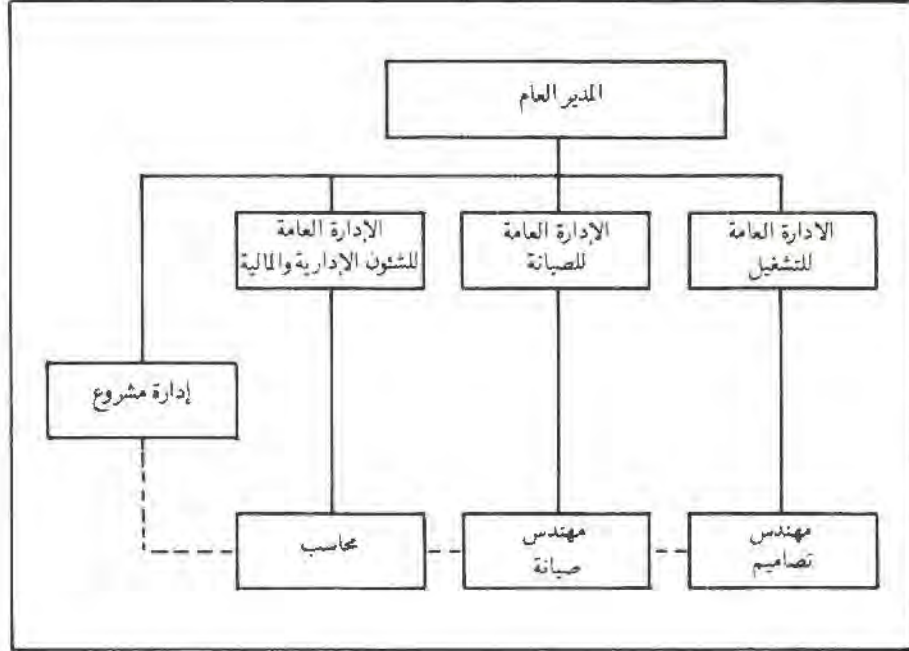 المدير العام
الادارة العامة
للتشغيل
الإدارة العامة
للصيانة
الإدارة العامة
للشئون الإدارية والمالية
إدارة مشروع
مهندس
تصاميم
مهندس
صيانة
محاسب